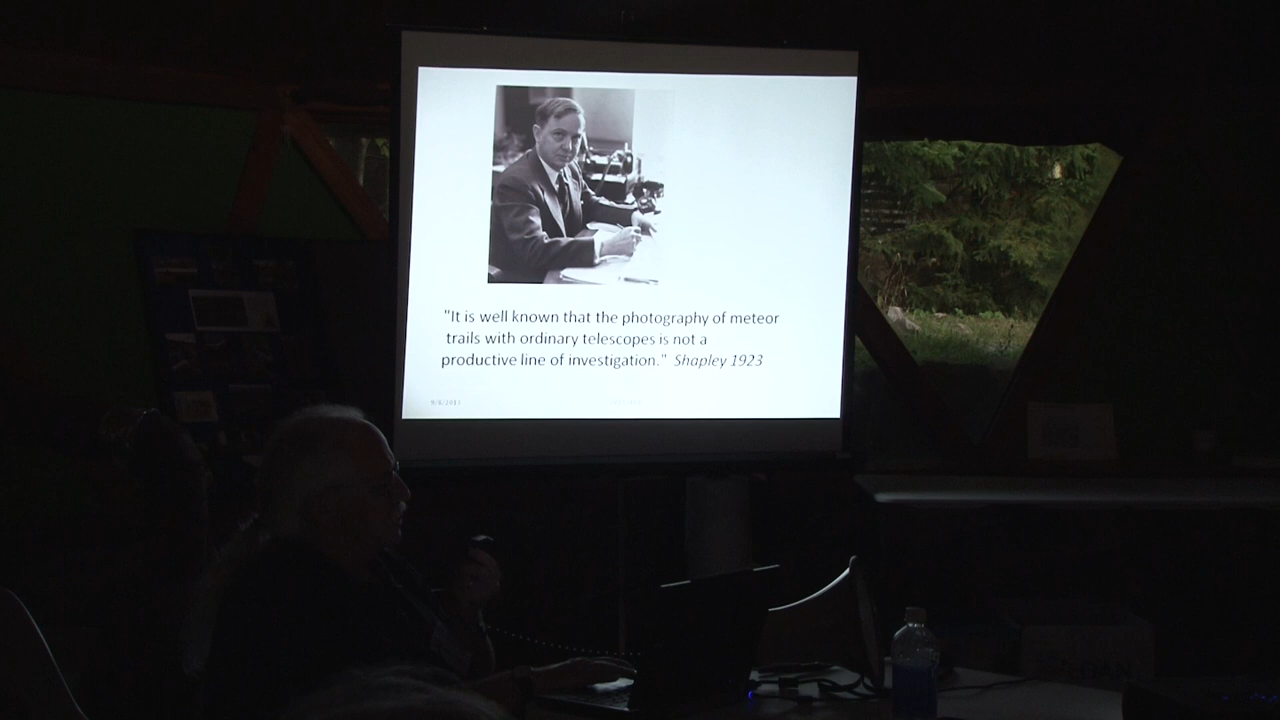 "It is well known that the photography of meteor
trails with ordinary telescopes is not a
productive line of investigation." Shapley 1923